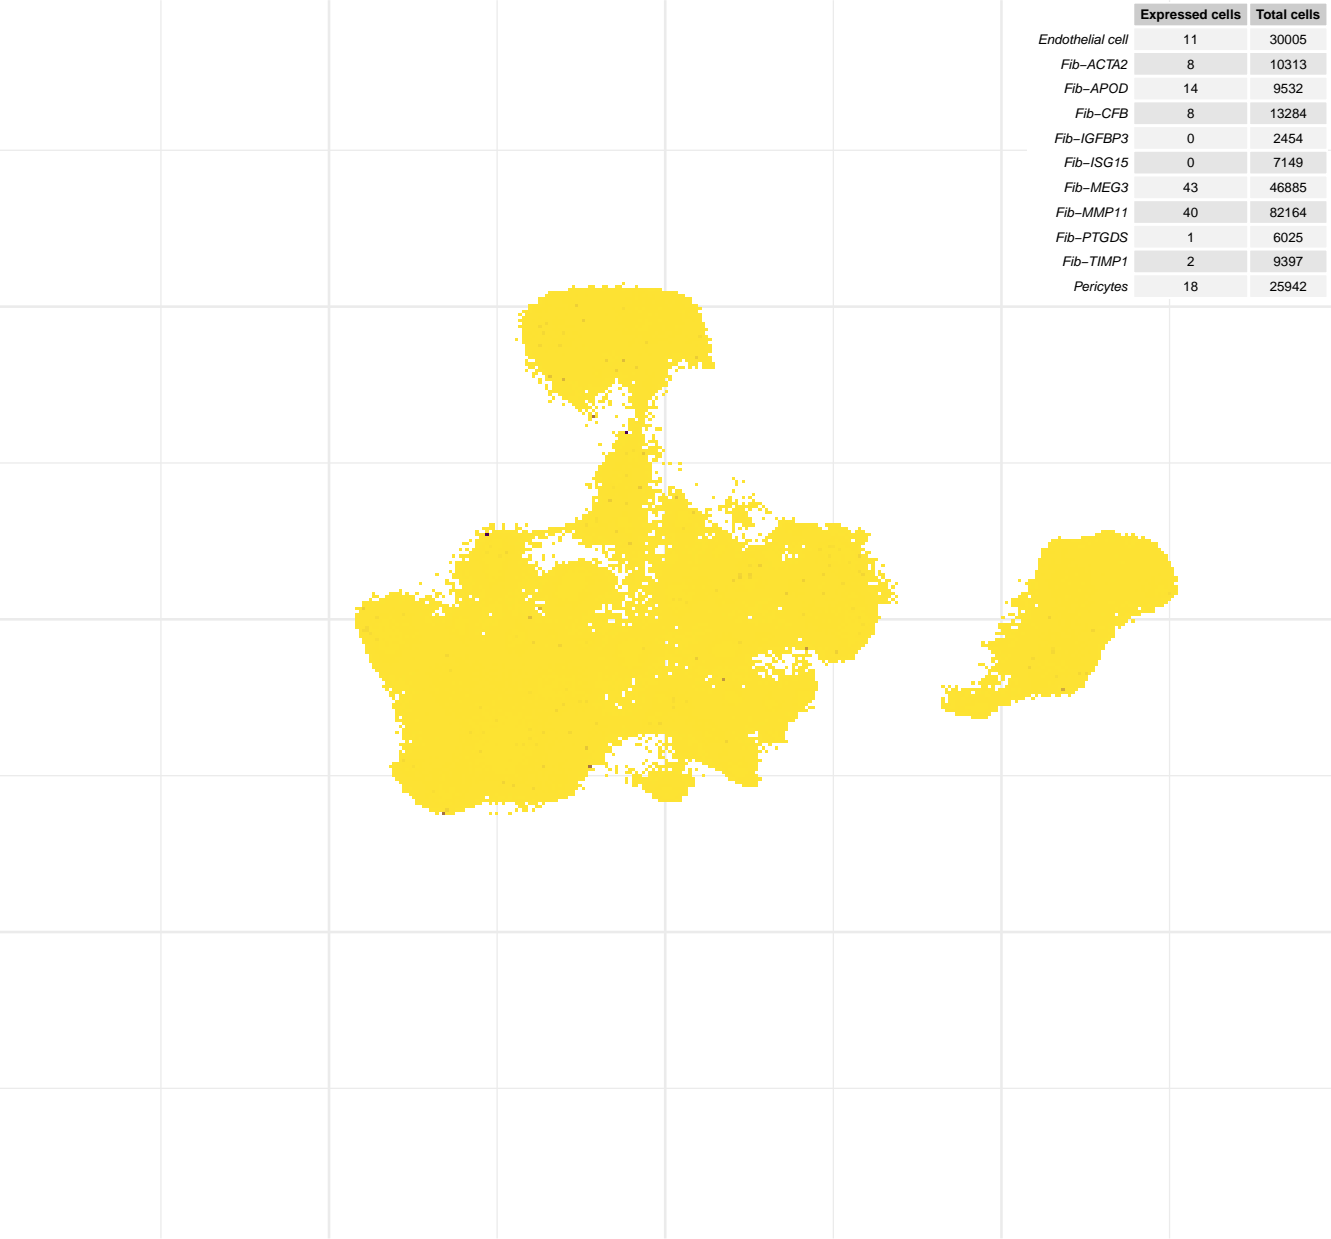 Expressed cells Total cells
Endothelial cell 11 30005
Fib−ACTA2 8 10313
Fib−APOD 14 9532
Fib−CFB 8 13284
Fib−IGFBP3 0 2454
Fib−ISG15 0 7149
Fib−MEG3 43 46885
Fib−MMP11 40 82164
Fib−PTGDS 1 6025
Fib−TIMP1 2 9397
Pericytes 18 25942